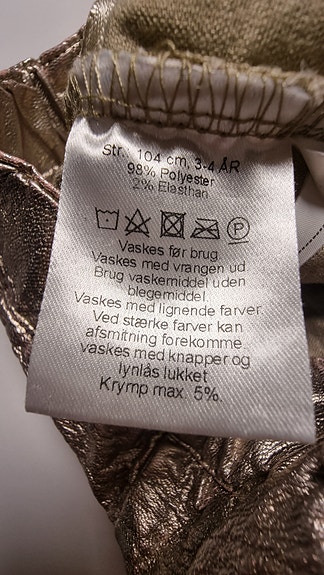 Str.: 104 cm, 3-4 ÅR
98% Polyester
2% Elasthan
P
Vaskes før brug.
Vaskes med vrangen ud
Brug vaskemiddel uden
blegemiddel.
Vaskes med lignende farver.
Ved stærke farver kan
afsmitning forekomme.
vaskes med knapper og
lynlås lukket
Krymp max. 5%.